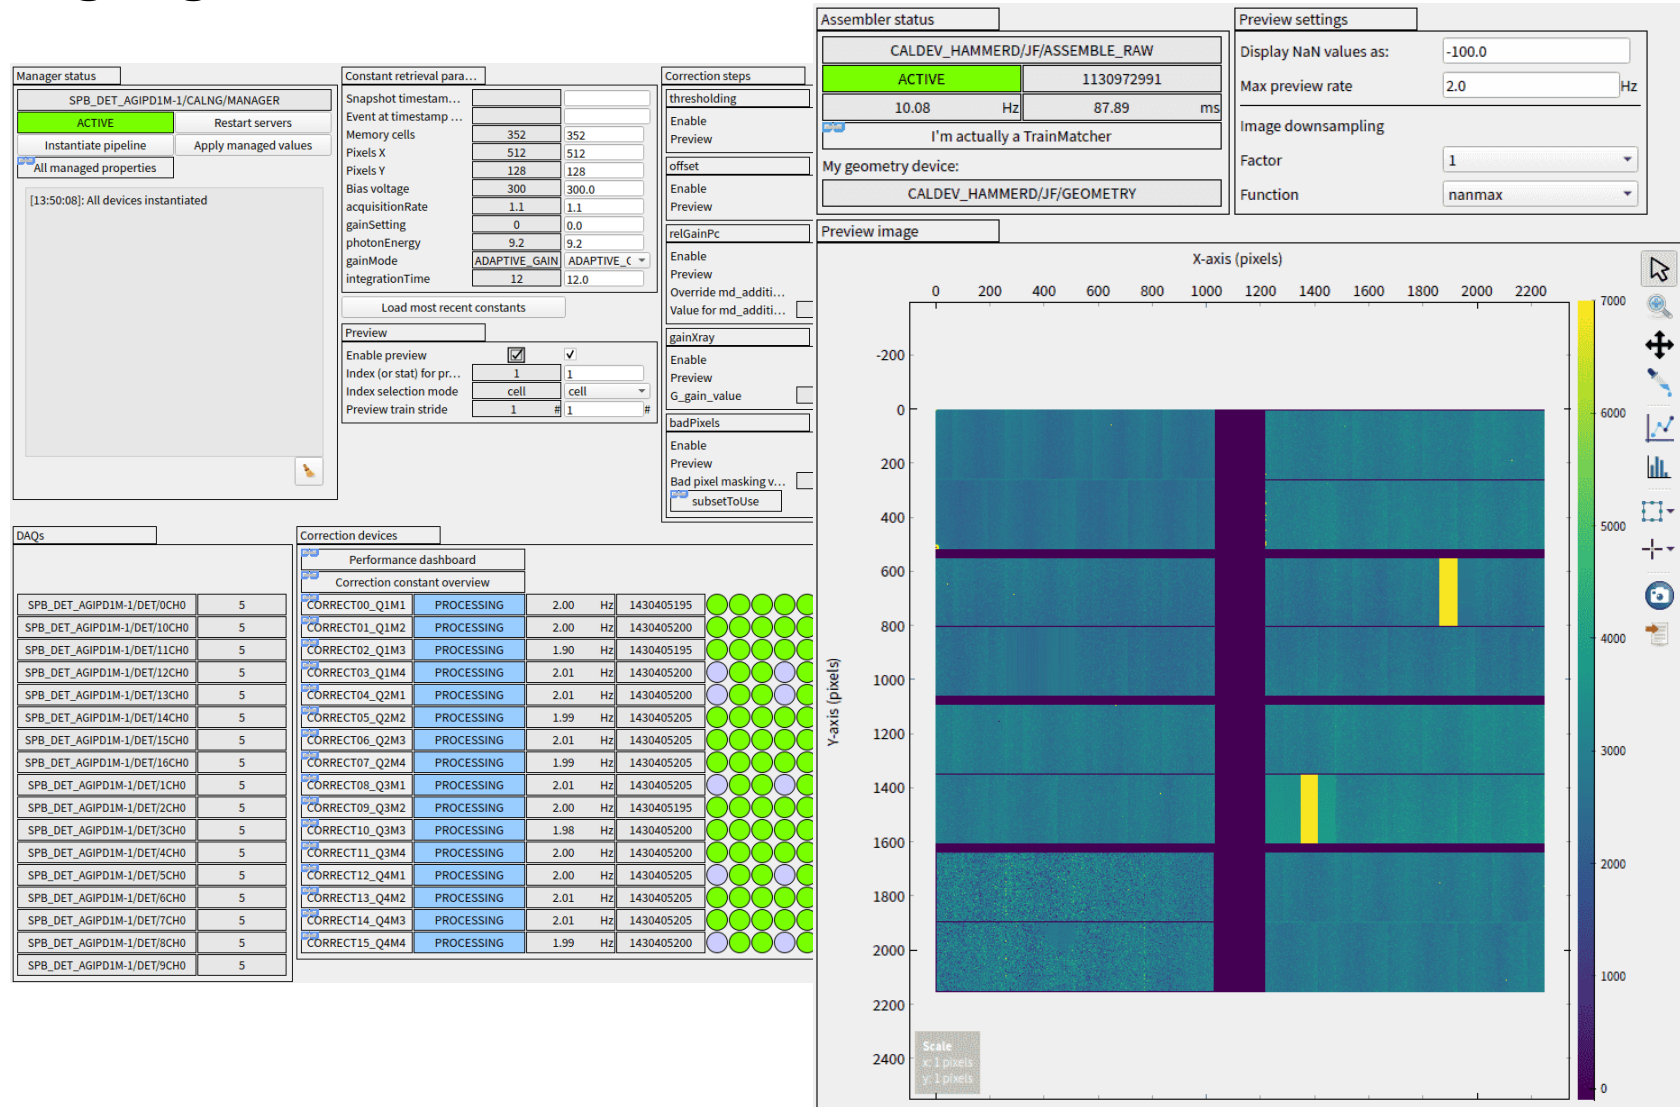 Manager status
SPB_DET_AGIPD1M-1/CALNG/MANAGER
ACTIVE Restart servers
Instantiate pipeline Apply managed values
All managed properties
[13:50:08]: All devices instantiated
Constant retrieval para...
Snapshot timestam...
Event at timestamp ...
Memory cells 352 352
Pixels X 512 512
Pixels Y 128 128
Bias voltage 300 300.0
acquisitionRate 1.1 1.1
gainSetting 0 0.0
photonEnergy 9.2 9.2
gainMode ADAPTIVE_GAIN ADAPTIVE_
integrationTime 12 12.0
Load most recent constants
Preview
Enable preview
Index (or stat) for pr... 1 1
Index selection mode cell cell
Preview train stride 1 # 1 #
Correction steps
thresholding
Enable
Preview
offset
Enable
Preview
relGainPc
Enable
Preview
Override md_additi...
Value for md_additi...
gainXray
Enable
Preview
G_gain_value
badPixels
Enable
Preview
Bad pixel masking v...
subsetToUse
DAQs
SPB_DET_AGIPD1M-1/DET/0CH0 5
SPB_DET_AGIPD1M-1/DET/10CH0 5
SPB_DET_AGIPD1M-1/DET/11CH0 5
SPB_DET_AGIPD1M-1/DET/12CH0 5
SPB_DET_AGIPD1M-1/DET/13CH0 5
SPB_DET_AGIPD1M-1/DET/14CH0 5
SPB_DET_AGIPD1M-1/DET/15CH0 5
SPB_DET_AGIPD1M-1/DET/16CH0 5
SPB_DET_AGIPD1M-1/DET/1CH0 5
SPB_DET_AGIPD1M-1/DET/2CH0 5
SPB_DET_AGIPD1M-1/DET/3CH0 5
SPB_DET_AGIPD1M-1/DET/4CH0 5
SPB_DET_AGIPD1M-1/DET/5CH0 5
SPB_DET_AGIPD1M-1/DET/6CH0 5
SPB_DET_AGIPD1M-1/DET/7CH0 5
SPB_DET_AGIPD1M-1/DET/8CH0 5
SPB_DET_AGIPD1M-1/DET/9CH0 5
Correction devices
Performance dashboard
Correction constant overview
CORRECT00_Q1M1 PROCESSING 2.00 Hz 1430405195
CORRECT01_Q1M2 PROCESSING 2.00 Hz 1430405200
CORRECT02_Q1M3 PROCESSING 1.90 Hz 1430405195
CORRECT03_Q1M4 PROCESSING 2.01 Hz 1430405200
CORRECT04_Q2M1 PROCESSING 2.01 Hz 1430405200
CORRECT05_Q2M2 PROCESSING 1.99 Hz 1430405205
CORRECT06_Q2M3 PROCESSING 2.01 Hz 1430405205
CORRECT07_Q2M4 PROCESSING 1.99 Hz 1430405205
CORRECT08_Q3M1 PROCESSING 2.01 Hz 1430405200
CORRECT09_Q3M2 PROCESSING 2.00 Hz 1430405195
CORRECT10_Q3M3 PROCESSING 1.98 Hz 1430405200
CORRECT11_Q3M4 PROCESSING 2.00 Hz 1430405200
CORRECT12_Q4M1 PROCESSING 2.00 Hz 1430405200
CORRECT13_Q4M2 PROCESSING 2.01 Hz 1430405205
CORRECT14_Q4M3 PROCESSING 2.01 Hz 1430405205
CORRECT15_Q4M4 PROCESSING 1.99 Hz 1430405200
Assembler status
CALDEV_HAMMERD/JF/ASSEMBLE_RAW
ACTIVE 1130972991
10.08 Hz 87.89 ms
I'm actually a TrainMatcher
My geometry device:
CALDEV_HAMMERD/JF/GEOMETRY
Preview settings
Display NaN values as: -100.0
Max preview rate 2.0 Hz
Image downsampling
Factor 1
Function nanmax
Preview image
X-axis (pixels)
0 200 400 600 800 1000 1200 1400 1600 1800 2000 2200
Y-axis (pixels)
-200
0
200
400
600
800
1000
1200
1400
1600
1800
2000
2200
2400
Scale
x: 1 pixels
y: 1 pixels
7000
6000
5000
4000
3000
2000
1000
0